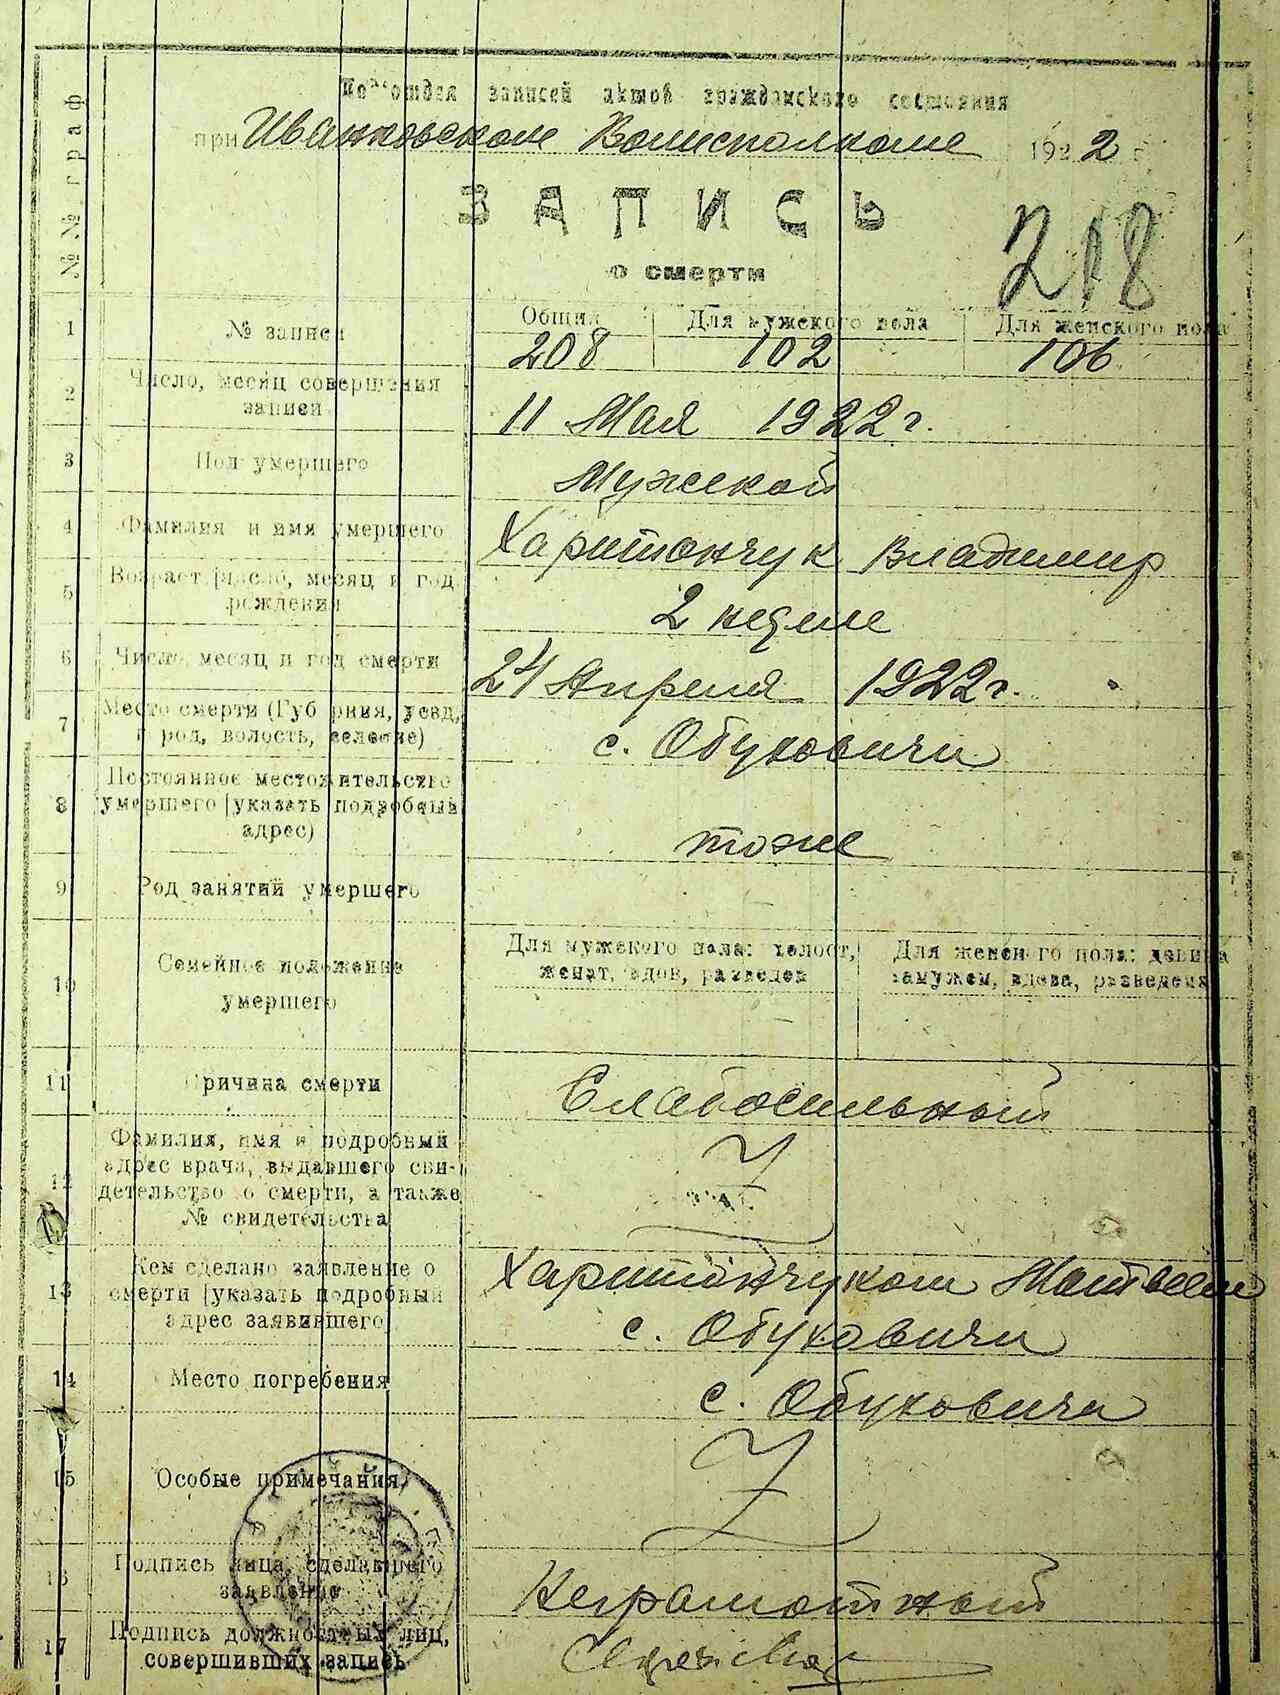 №№ граф
Подотдел записей актов гражданского состояния
при Иванковском Волисполкоме 1922 г.
ЗАПИСЬ
о смерти
218
1 № записи Общий Для мужского пола Для женского пола
208 102 106
2 Число, месяц совершения
записи
11 Мая 1922 г.
3 Пол умершего Мужской
4 Фамилия и имя умершего Харитончук Владимир
5 Возраст (число, месяц и год
рождения
2 недели
6 Число, месяц и год смерти 24 Апреля 1922 г.
7 Место смерти (Губерния, уезд,
город, волость, селение)
с. Обуховичи
8 Постоянное местожительство
умершего (указать подробный
адрес)
тоже
9 Род занятий умершего
10 Семейное положение
умершего
Для мужского пола: холост,
женат, вдов, разведен
Для женского пола: девица
замужем, вдова, разведена
11 Причина смерти Слабосильный
12 Фамилия, имя и подробный
адрес врача, выдавшего сви-
детельство о смерти, а также
№ свидетельства
13 Кем сделано заявление о
смерти (указать подробный
адрес заявившего)
Харитончуком Матвеем
с. Обуховичи
14 Место погребения с. Обуховичи
15 Особые примечания
16 Подпись лица, сделавшего
заявление
Неграмотный
17 Подпись должностных лиц,
совершивших запись